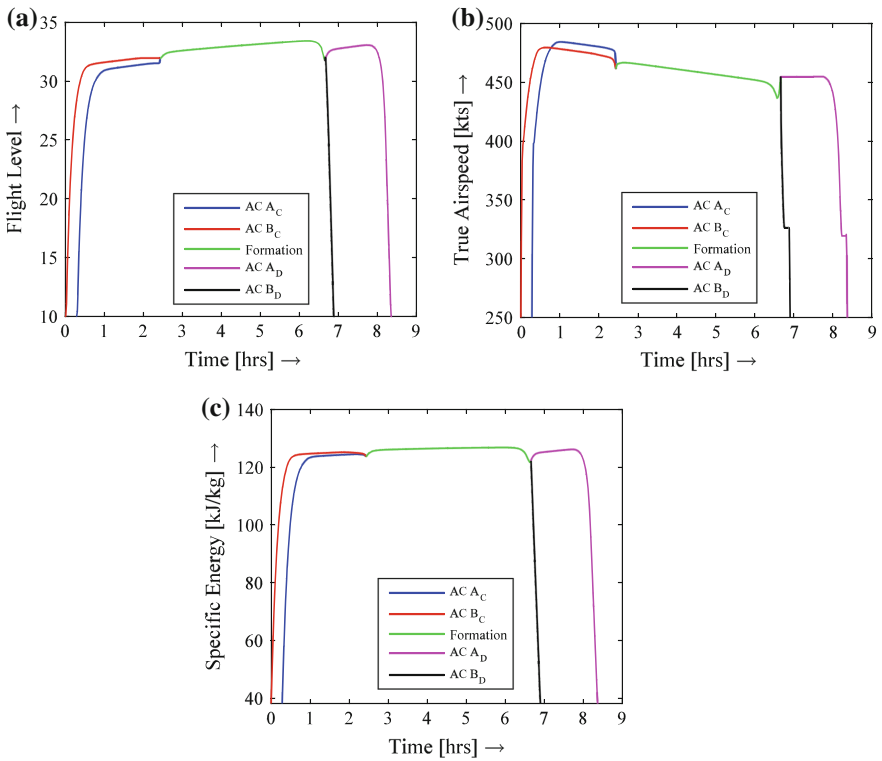 (a)
35
30
25
20
15
10
Flight Level →
0 1 2 3 4 5 6 7 8 9
Time [hrs] →
AC A_C
AC B_C
Formation
AC A_D
AC B_D
(b)
500
450
400
350
300
250
True Airspeed [kts] →
0 1 2 3 4 5 6 7 8 9
Time [hrs] →
AC A_C
AC B_C
Formation
AC A_D
AC B_D
(c)
140
120
100
80
60
40
Specific Energy [kJ/kg] →
0 1 2 3 4 5 6 7 8 9
Time [hrs] →
AC A_C
AC B_C
Formation
AC A_D
AC B_D